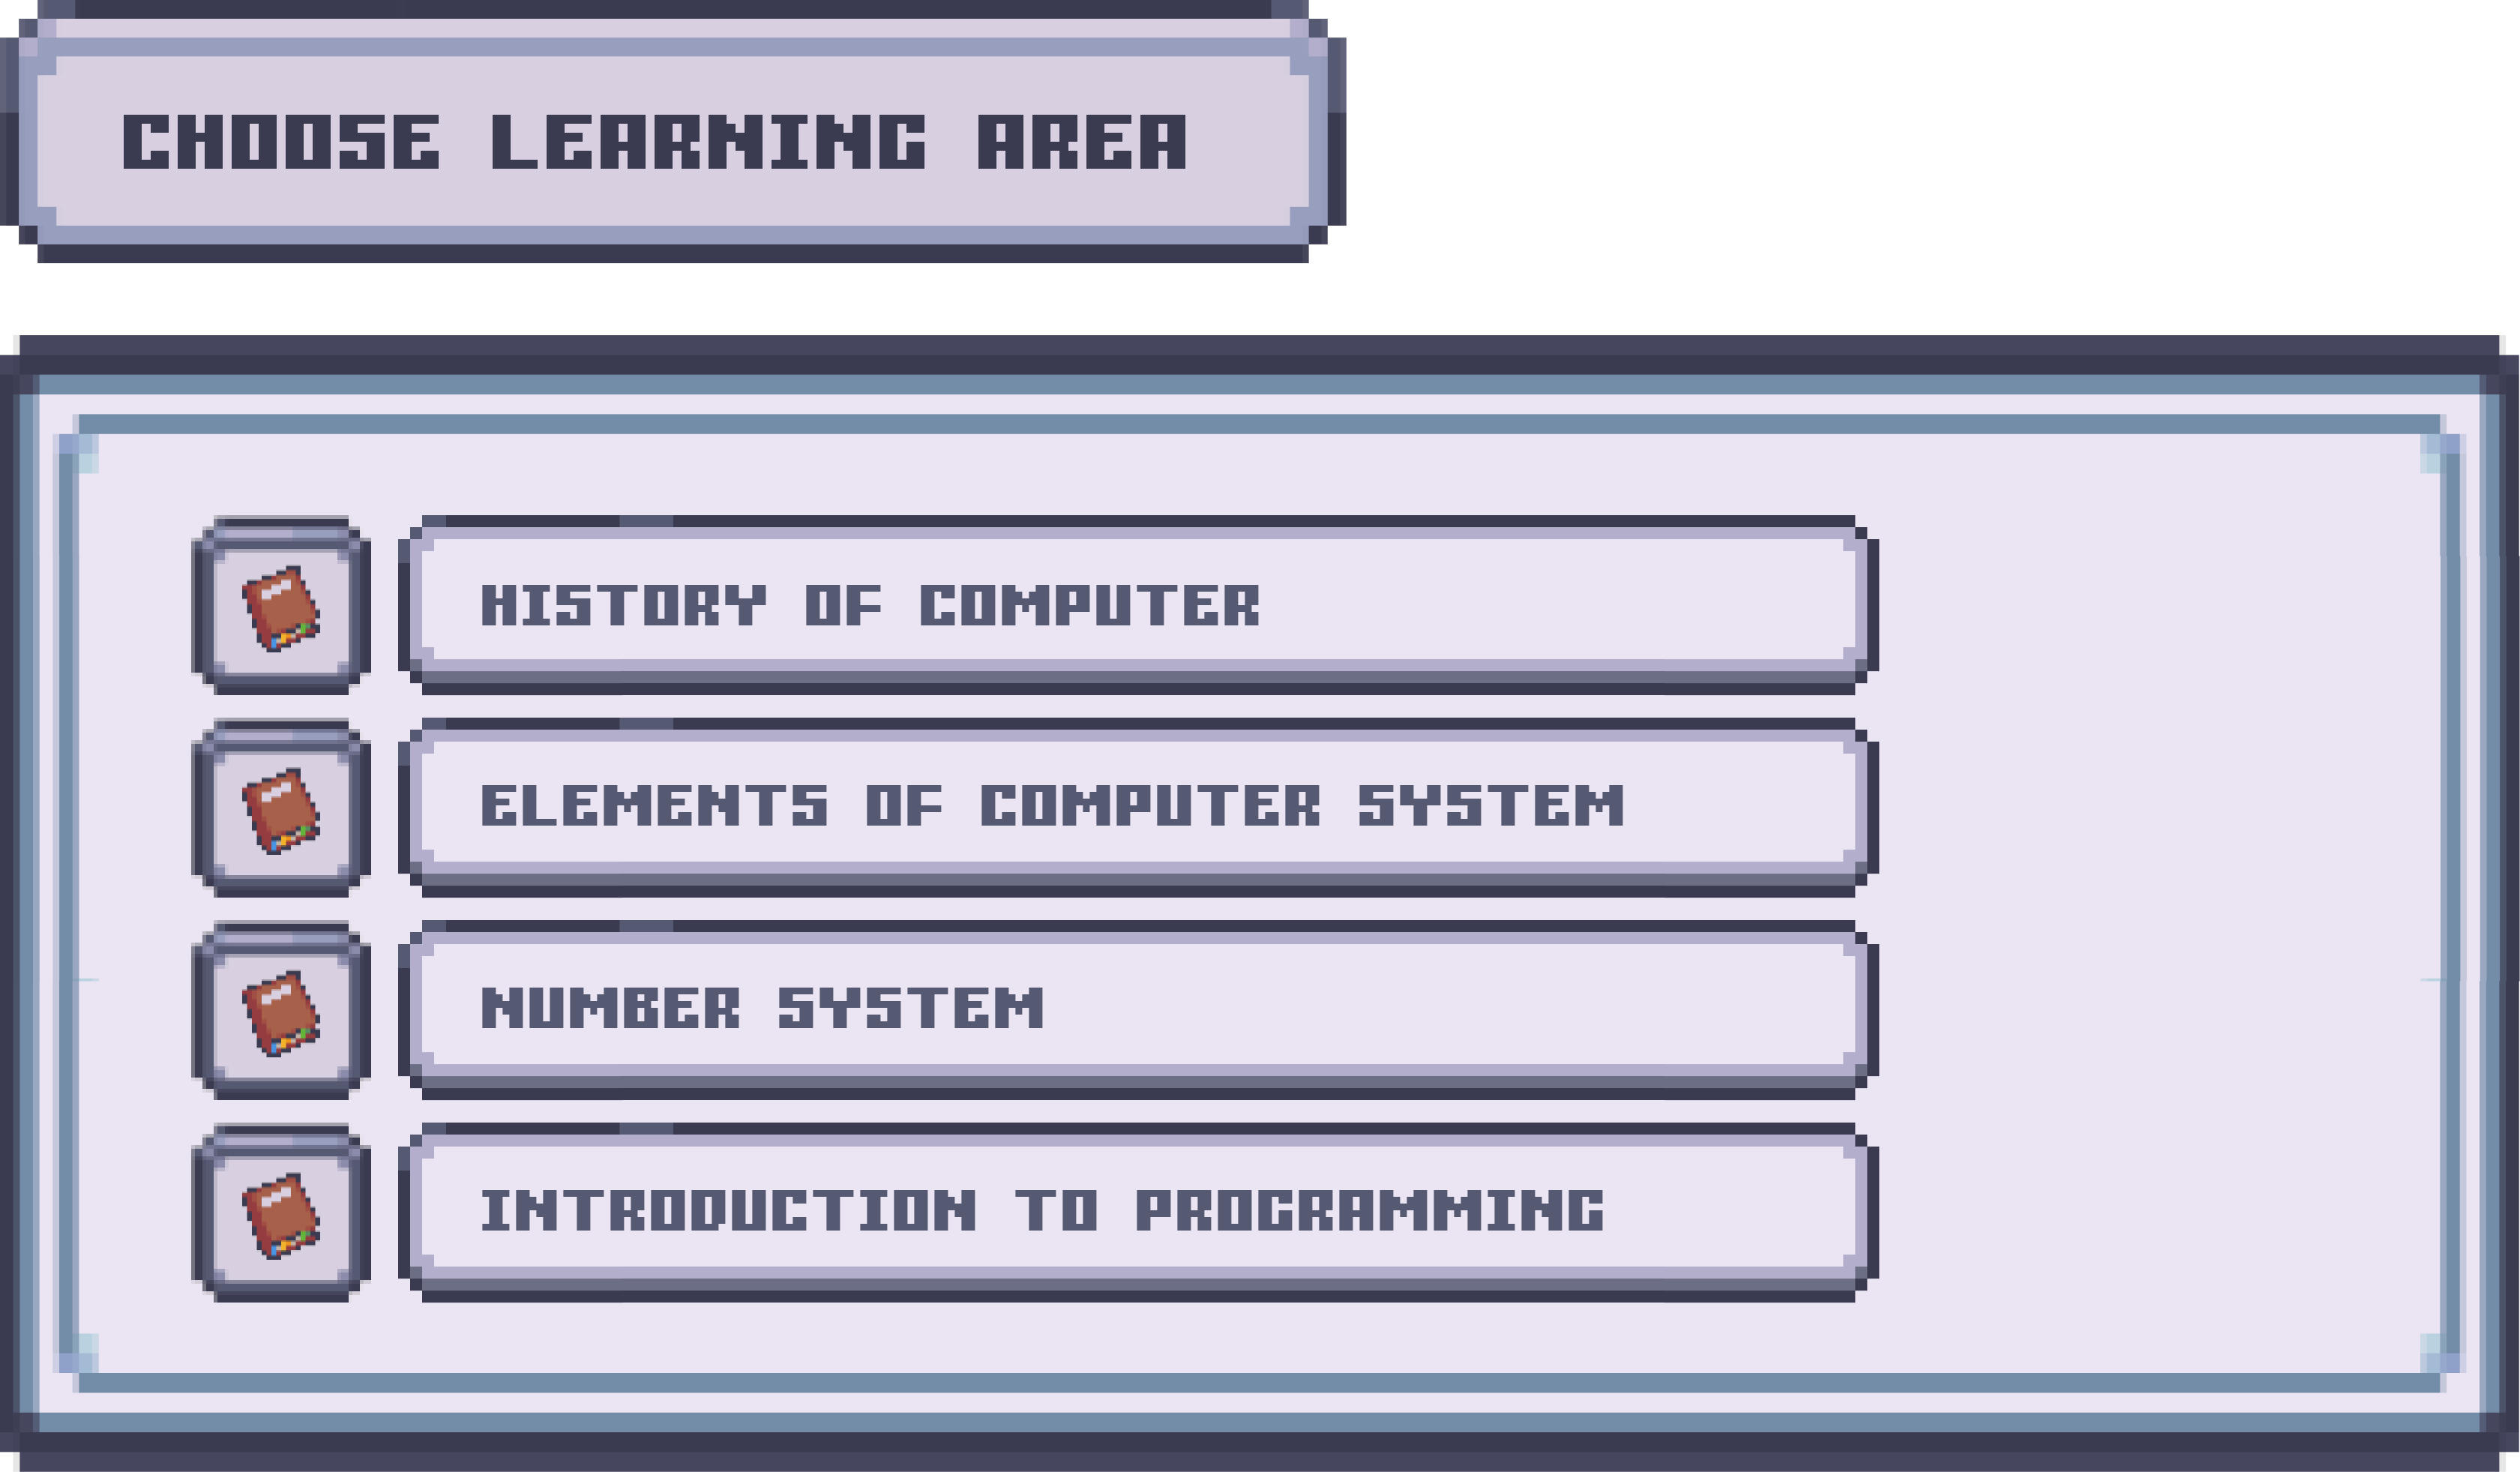 CHOOSE LEARNING AREA
HISTORY OF COMPUTER
ELEMENTS OF COMPUTER SYSTEM
NUMBER SYSTEM
INTRODUCTION TO PROGRAMMING